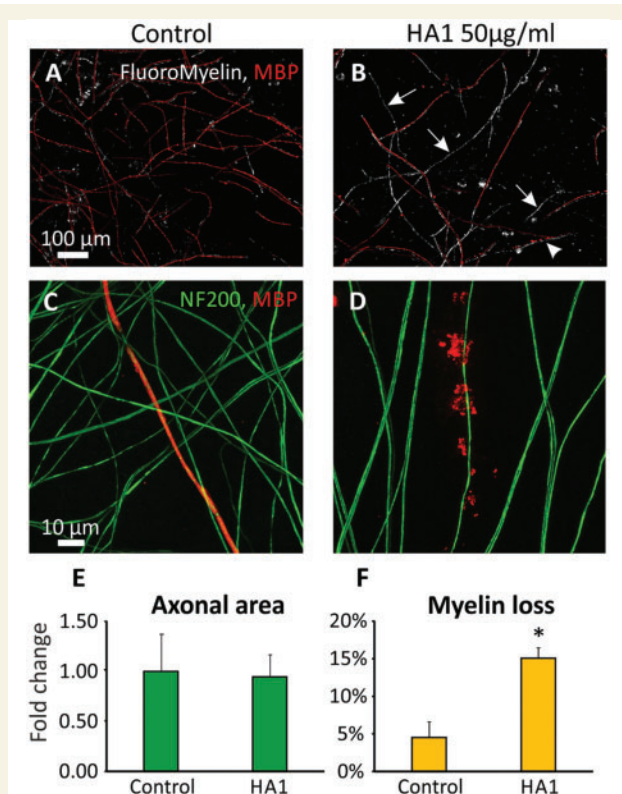 Control
HA1 50µg/ml
A FluoroMyelin, MBP
100 µm
B
C NF200, MBP
10 µm
D
E
Axonal area
Fold change
1.50
1.00
0.50
0.00
Control
HA1
F
Myelin loss
20%
15%
10%
5%
0%
*
Control
HA1